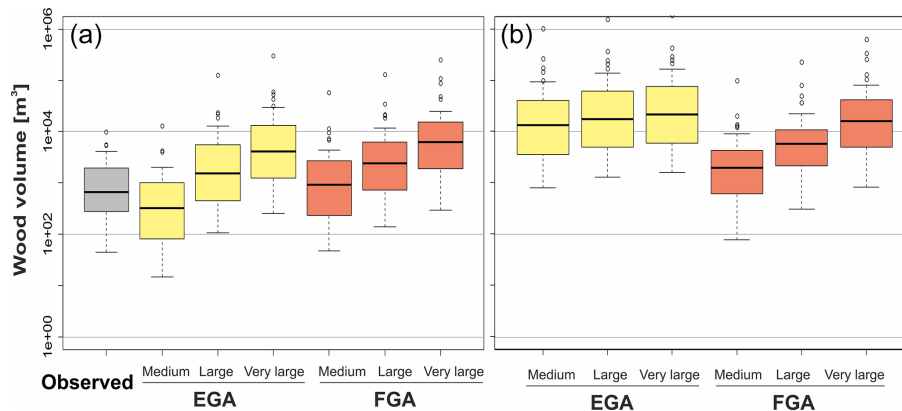 (a)
(b)
Wood volume [m³]
1e+06
1e+04
1e+02
1e+00
Observed
Medium Large Very large Medium Large Very large
EGA FGA
Medium Large Very large Medium Large Very large
EGA FGA